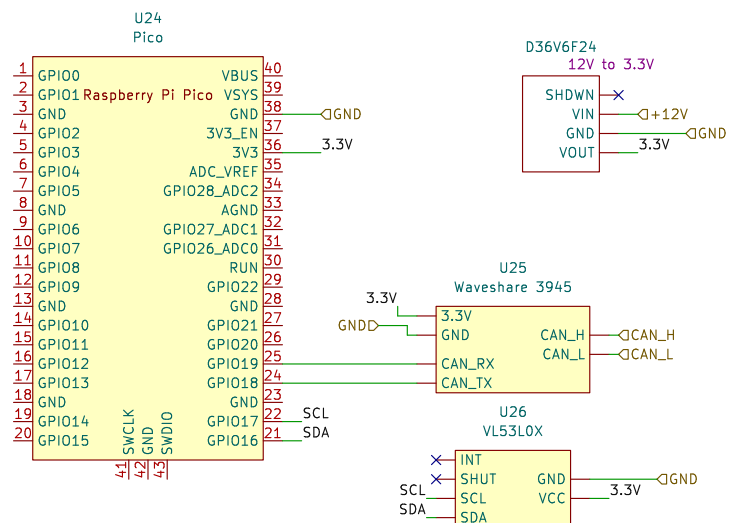 U24
Pico
1 GPIO0 VBUS 40
2 GPIO1 Raspberry Pi Pico VSYS 39
3 GND GND 38 GND
4 GPIO2 3V3_EN 37
5 GPIO3 3V3 36 3.3V
6 GPIO4 ADC_VREF 35
7 GPIO5 GPIO28_ADC2 34
8 GND AGND 33
9 GPIO6 GPIO27_ADC1 32
10 GPIO7 GPIO26_ADC0 31
11 GPIO8 RUN 30
12 GPIO9 GPIO22 29
13 GND GND 28
14 GPIO10 GPIO21 27
15 GPIO11 GPIO20 26
16 GPIO12 GPIO19 25
17 GPIO13 GPIO18 24
18 GND GND 23
19 GPIO14 GPIO17 22 SCL
20 GPIO15 GPIO16 21 SDA
SWCLK 41
GND 42
SWDIO 43
D36V6F24
12V to 3.3V
SHDWN
VIN +12V
GND GND
VOUT 3.3V
U25
Waveshare 3945
3.3V 3.3V
GND GND
CAN_H CAN_H
CAN_L CAN_L
CAN_RX
CAN_TX
U26
VL53L0X
INT
SHUT GND GND
SCL SCL VCC 3.3V
SDA SDA